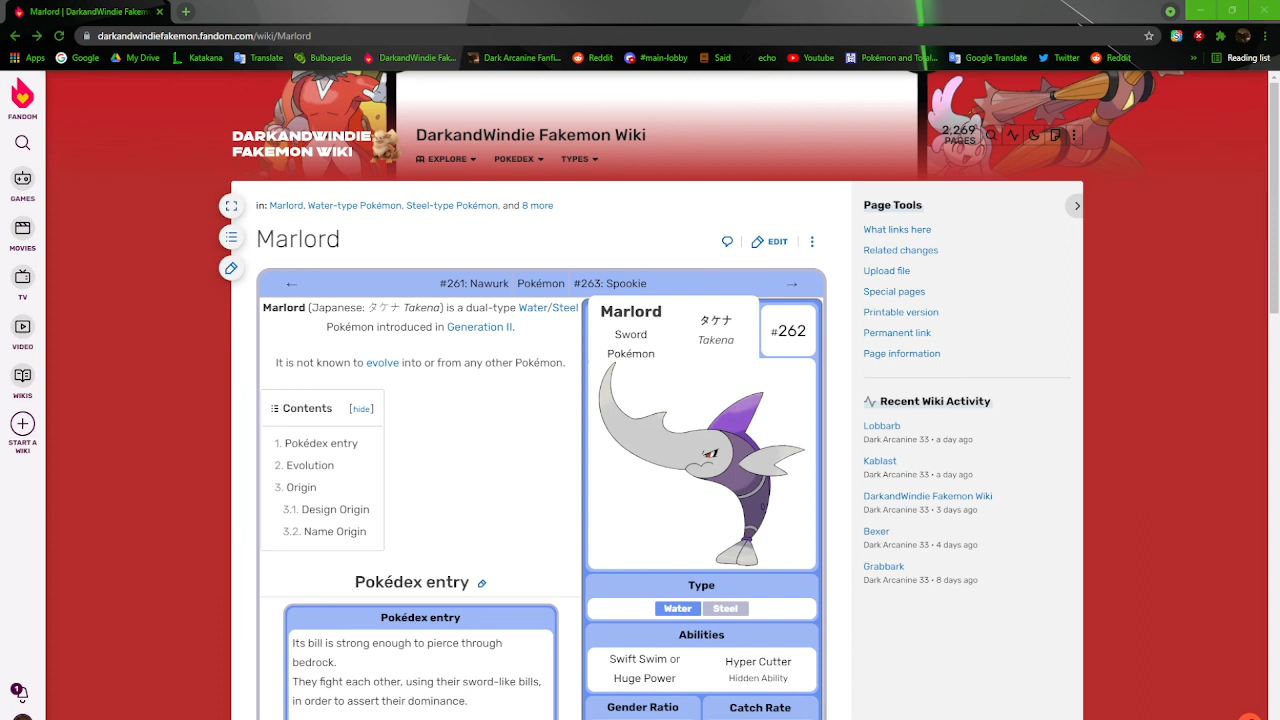 Marlord | DarkandWindie Fakem
darkandwindiefakemon.fandom.com/wiki/Marlord
Apps
Google
My Drive
Katakana
Translate
Bulbapedia
DarkandWindie Fak...
Dark Arcanine Fanfi...
Reddit
#main-lobby
Said
echo
Youtube
Pokémon and Total...
Google Translate
Twitter
Reddit
»
Reading list
FANDOM
GAMES
MOVIES
TV
VIDEO
WIKIS
START A
WIKI
1
DARKANDWINDIE
FAKEMON WIKI
DarkandWindie Fakemon Wiki
EXPLORE
POKEDEX
TYPES
2,269
PAGES
in: Marlord, Water-type Pokémon, Steel-type Pokémon, and 8 more
Marlord
EDIT
← #261: Nawurk Pokémon #263: Spookie →
Marlord (Japanese: タケナ Takena) is a dual-type Water/Steel
Pokémon introduced in Generation II.
It is not known to evolve into or from any other Pokémon.
Contents [hide]
1. Pokédex entry
2. Evolution
3. Origin
3.1. Design Origin
3.2. Name Origin
Pokédex entry
Pokédex entry
Its bill is strong enough to pierce through
bedrock.
They fight each other, using their sword-like bills,
in order to assert their dominance.
Marlord
Sword
Pokémon
タケナ
Takena
#262
Type
Water Steel
Abilities
Swift Swim or
Huge Power
Hyper Cutter
Hidden Ability
Gender Ratio
Catch Rate
Page Tools
What links here
Related changes
Upload file
Special pages
Printable version
Permanent link
Page information
Recent Wiki Activity
Lobbarb
Dark Arcanine 33 • a day ago
Kablast
Dark Arcanine 33 • a day ago
DarkandWindie Fakemon Wiki
Dark Arcanine 33 • 3 days ago
Bexer
Dark Arcanine 33 • 4 days ago
Grabbark
Dark Arcanine 33 • 8 days ago